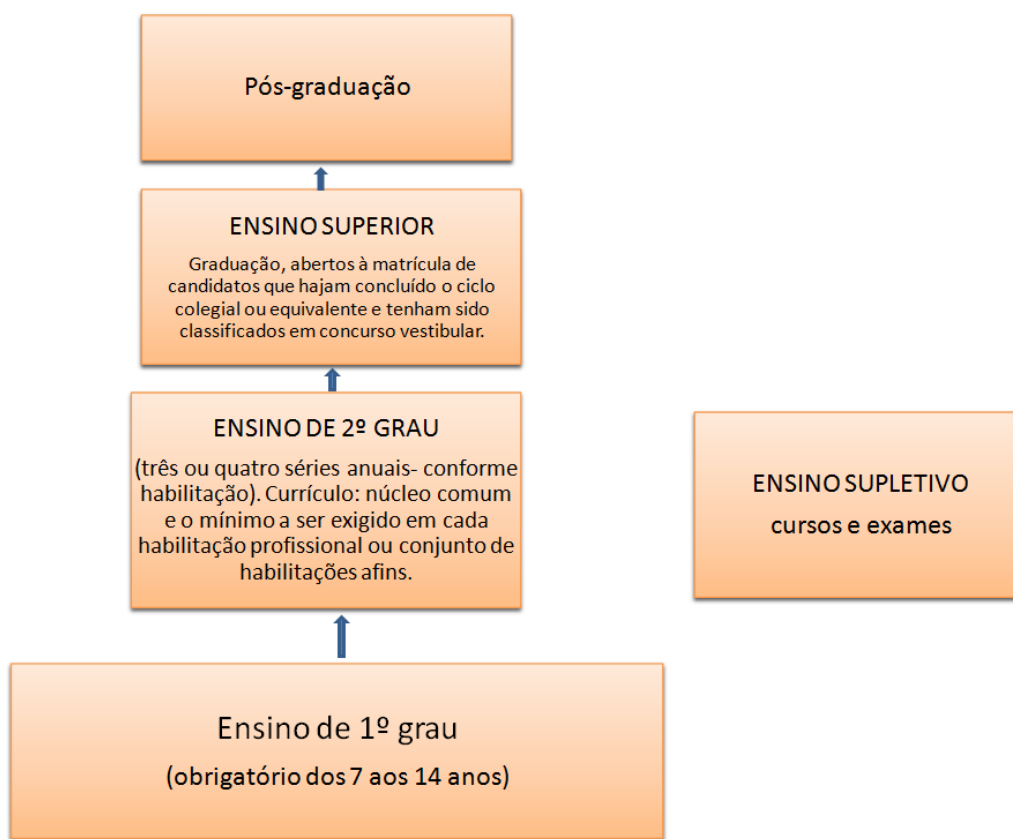 Pós-graduação
ENSINO SUPERIOR
Graduação, abertos à matrícula de
candidatos que hajam concluído o ciclo
colegial ou equivalente e tenham sido
classificados em concurso vestibular.
ENSINO DE 2º GRAU
(três ou quatro séries anuais- conforme
habilitação). Currículo: núcleo comum
e o mínimo a ser exigido em cada
habilitação profissional ou conjunto de
habilitações afins.
ENSINO SUPLETIVO
cursos e exames
Ensino de 1º grau
(obrigatório dos 7 aos 14 anos)